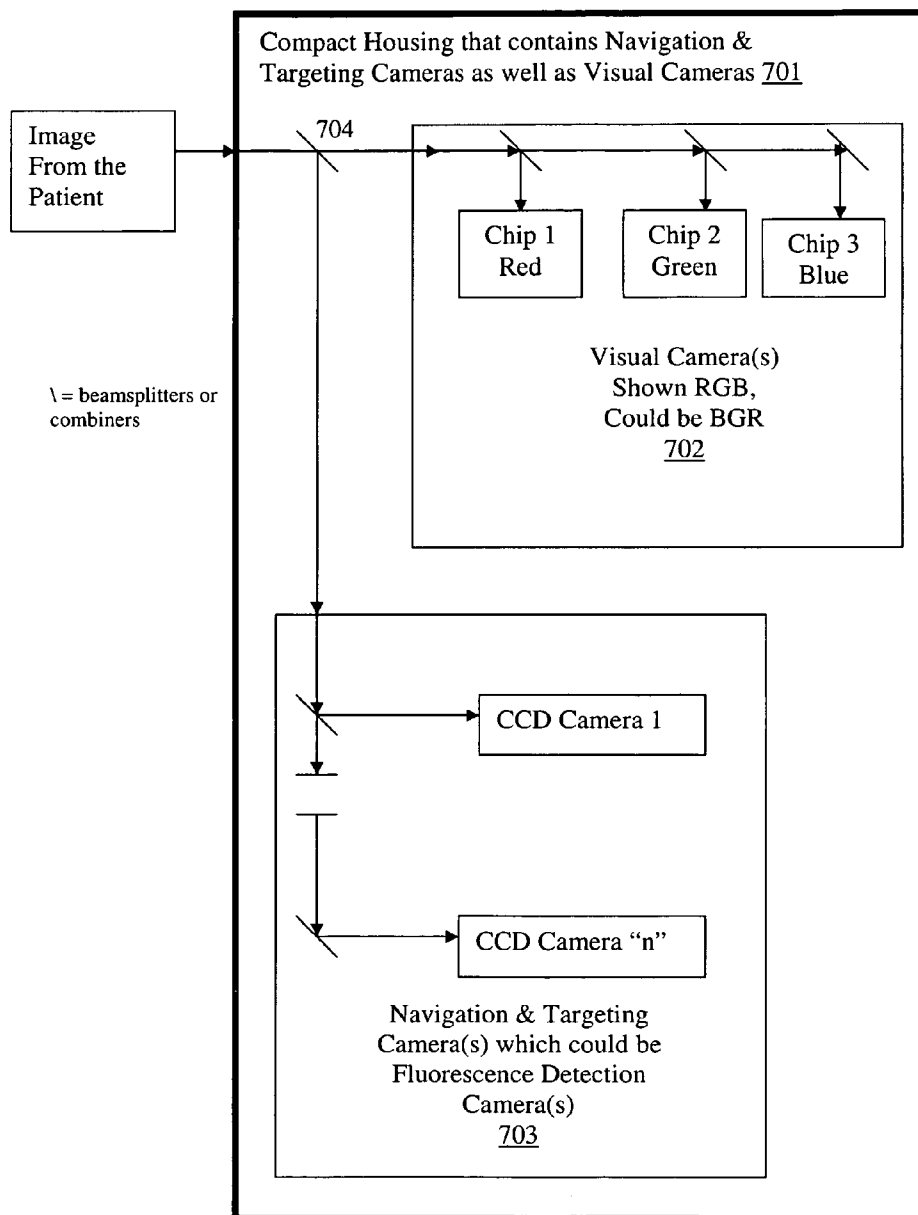 Compact Housing that contains Navigation &
Targeting Cameras as well as Visual Cameras 701
Image
From the
Patient
704
Chip 1
Red
Chip 2
Green
Chip 3
Blue
Visual Camera(s)
Shown RGB,
Could be BGR
702
\ = beamsplitters or
combiners
CCD Camera 1
CCD Camera “n”
Navigation & Targeting
Camera(s) which could be
Fluorescence Detection
Camera(s)
703